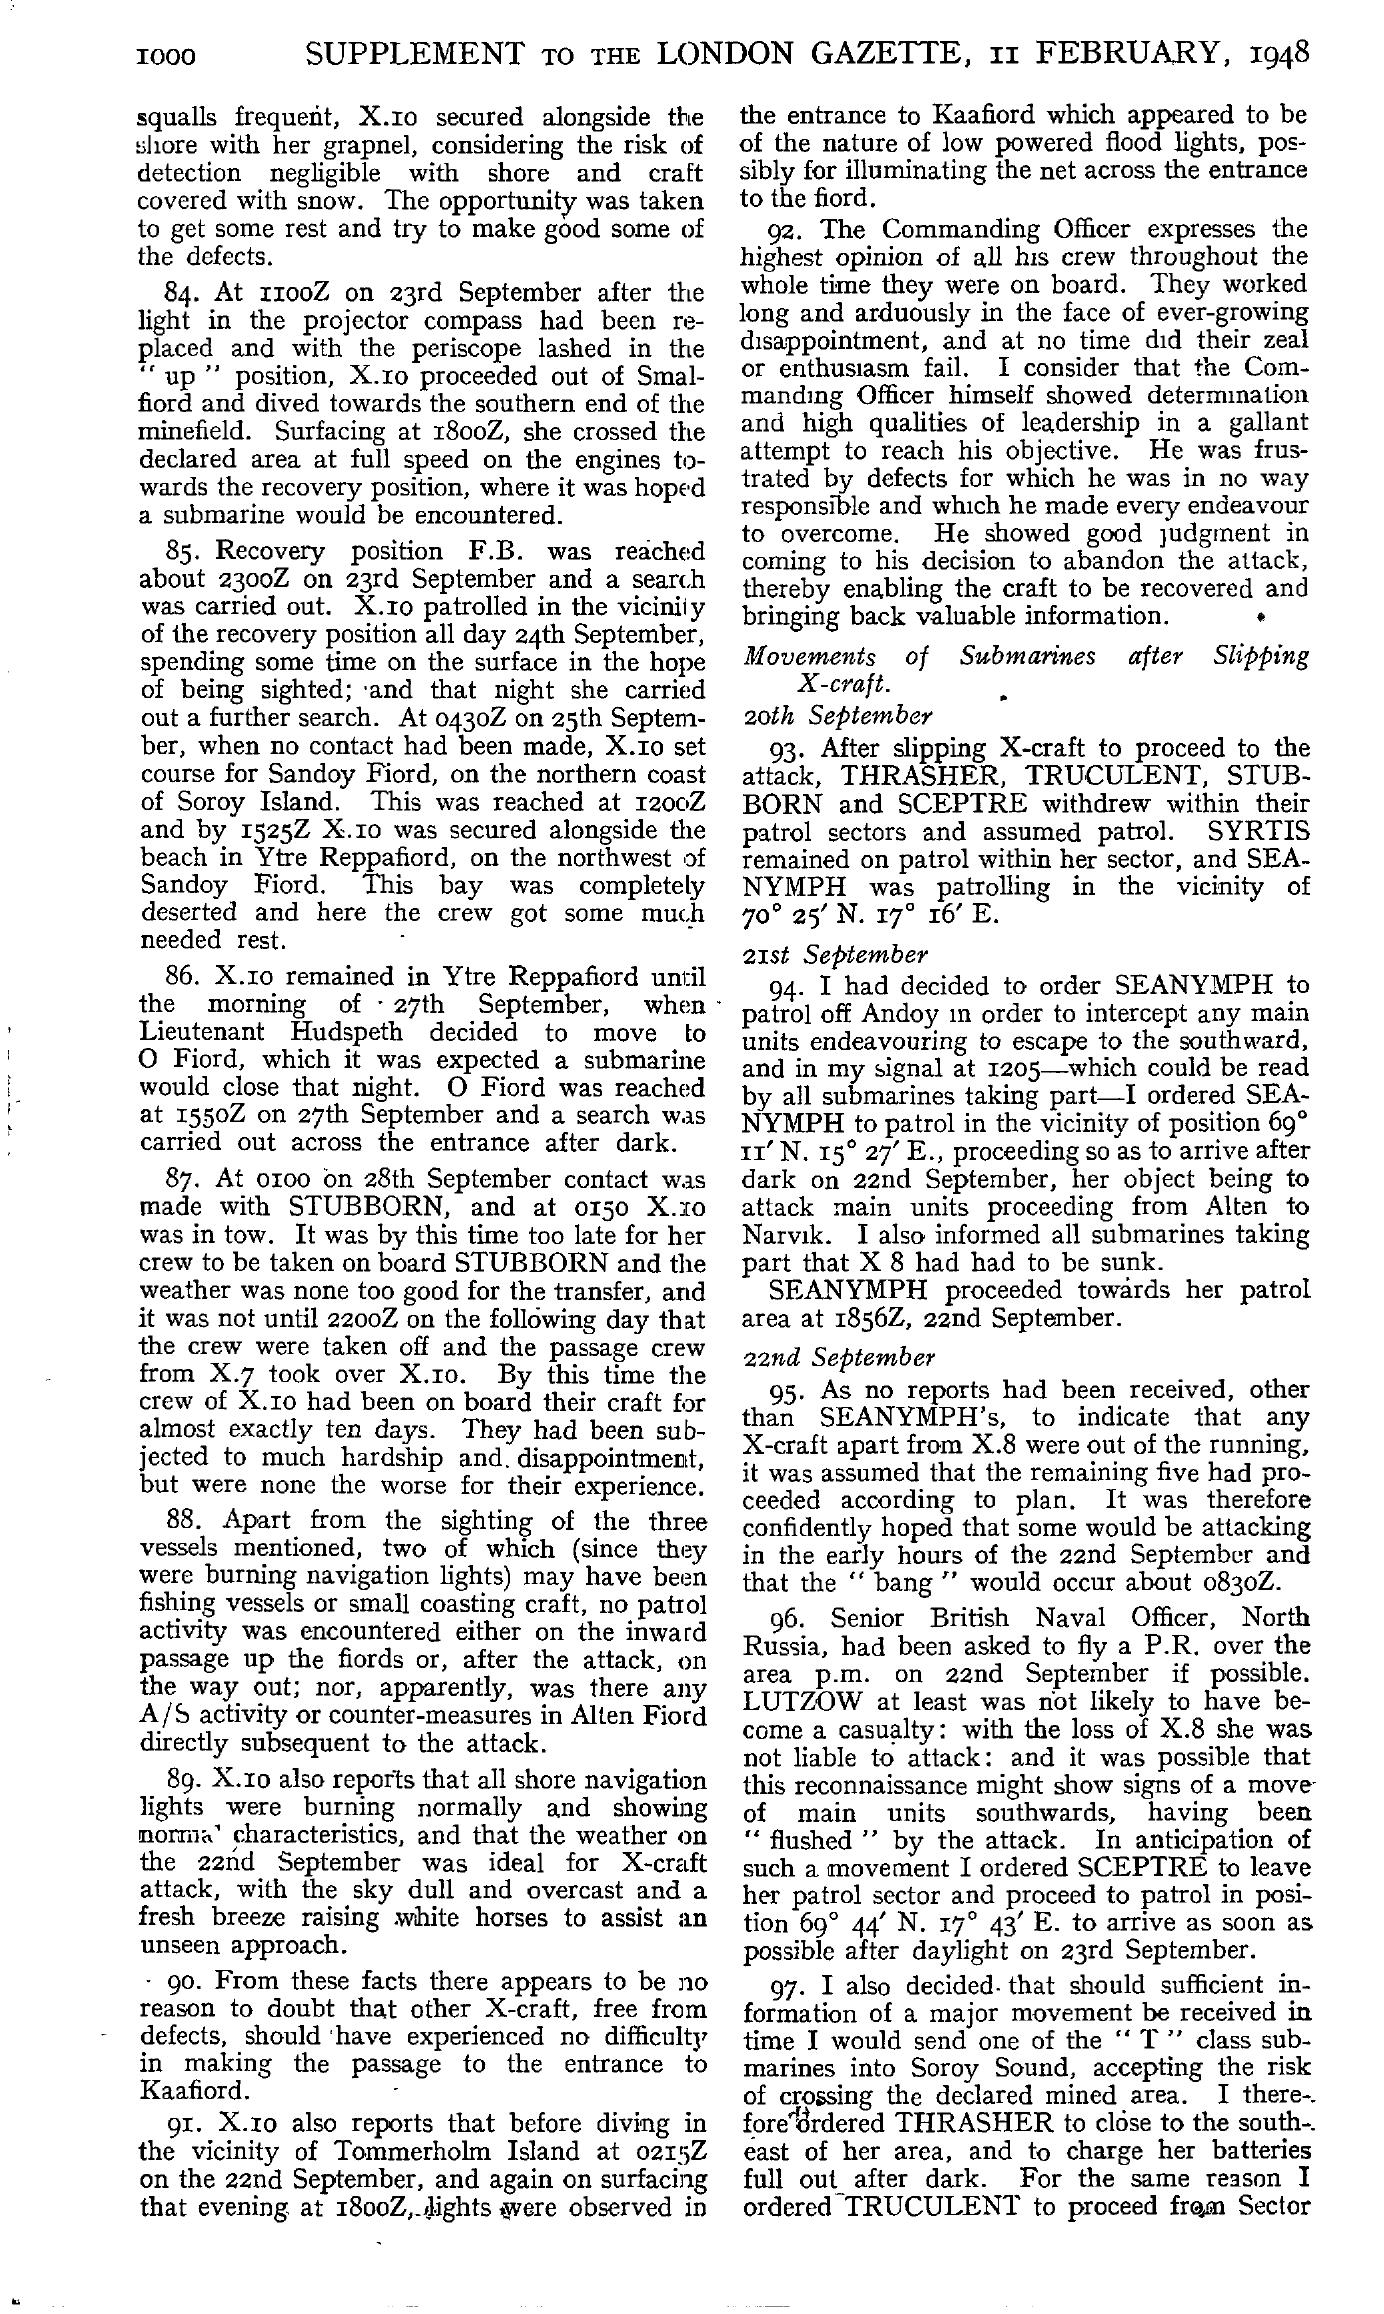 1000 SUPPLEMENT TO THE LONDON GAZETTE, 11 FEBRUARY, 1948
squalls frequent, X.10 secured alongside the
shore with her grapnel, considering the risk of
detection negligible with shore and craft
covered with snow. The opportunity was taken
to get some rest and try to make good some of
the defects.
84. At 1100Z on 23rd September after the
light in the projector compass had been re-
placed and with the periscope lashed in the
" up " position, X.10 proceeded out of Smal-
fiord and dived towards the southern end of the
minefield. Surfacing at 1800Z, she crossed the
declared area at full speed on the engines to-
wards the recovery position, where it was hoped
a submarine would be encountered.
85. Recovery position F.B. was reached
about 2300Z on 23rd September and a search
was carried out. X.10 patrolled in the vicinity
of the recovery position all day 24th September,
spending some time on the surface in the hope
of being sighted; and that night she carried
out a further search. At 0430Z on 25th Septem-
ber, when no contact had been made, X.10 set
course for Sandoy Fiord, on the northern coast
of Soroy Island. This was reached at 1200Z
and by 1525Z X.10 was secured alongside the
beach in Ytre Reppafiord, on the northwest of
Sandoy Fiord. This bay was completely
deserted and here the crew got some much
needed rest.
86. X.10 remained in Ytre Reppafiord until
the morning of 27th September, when
Lieutenant Hudspeth decided to move to
O Fiord, which it was expected a submarine
would close that night. O Fiord was reached
at 1550Z on 27th September and a search was
carried out across the entrance after dark.
87. At 0100 on 28th September contact was
made with STUBBORN, and at 0150 X.10
was in tow. It was by this time too late for her
crew to be taken on board STUBBORN and the
weather was none too good for the transfer, and
it was not until 2200Z on the following day that
the crew were taken off and the passage crew
from X.7 took over X.10. By this time the
crew of X.10 had been on board their craft for
almost exactly ten days. They had been sub-
jected to much hardship and disappointment,
but were none the worse for their experience.
88. Apart from the sighting of the three
vessels mentioned, two of which (since they
were burning navigation lights) may have been
fishing vessels or small coasting craft, no patrol
activity was encountered either on the inward
passage up the fiords or, after the attack, on
the way out; nor, apparently, was there any
A/S activity or counter-measures in Alten Fiord
directly subsequent to the attack.
89. X.10 also reports that all shore navigation
lights were burning normally and showing
normal characteristics, and that the weather on
the 22nd September was ideal for X-craft
attack, with the sky dull and overcast and a
fresh breeze raising white horses to assist an
unseen approach.
90. From these facts there appears to be no
reason to doubt that other X-craft, free from
defects, should have experienced no difficulty
in making the passage to the entrance to
Kaafiord.
91. X.10 also reports that before diving in
the vicinity of Tommerholm Island at 0215Z
on the 22nd September, and again on surfacing
that evening at 1800Z, lights were observed in
the entrance to Kaafiord which appeared to be
of the nature of low powered flood lights, pos-
sibly for illuminating the net across the entrance
to the fiord.
92. The Commanding Officer expresses the
highest opinion of all his crew throughout the
whole time they were on board. They worked
long and arduously in the face of ever-growing
disappointment, and at no time did their zeal
or enthusiasm fail. I consider that the Com-
manding Officer himself showed determination
and high qualities of leadership in a gallant
attempt to reach his objective. He was frus-
trated by defects for which he was in no way
responsible and which he made every endeavour
to overcome. He showed good judgment in
coming to his decision to abandon the attack,
thereby enabling the craft to be recovered and
bringing back valuable information.
Movements of Submarines after Slipping
X-craft.
20th September
93. After slipping X-craft to proceed to the
attack, THRASHER, TRUCULENT, STUB-
BORN and SCEPTRE withdrew within their
patrol sectors and assumed patrol. SYRTIS
remained on patrol within her sector, and SEA-
NYMPH was patrolling in the vicinity of
70° 25′ N. 17° 16′ E.
21st September
94. I had decided to order SEANYMPH to
patrol off Andoy in order to intercept any main
units endeavouring to escape to the southward,
and in my signal at 1205—which could be read
by all submarines taking part—I ordered SEA-
NYMPH to patrol in the vicinity of position 69°
11′ N. 15° 27′ E., proceeding so as to arrive after
dark on 22nd September, her object being to
attack main units proceeding from Alten to
Narvik. I also informed all submarines taking
part that X 8 had had to be sunk.
SEANYMPH proceeded towards her patrol
area at 1856Z, 22nd September.
22nd September
95. As no reports had been received, other
than SEANYMPH's, to indicate that any
X-craft apart from X.8 were out of the running,
it was assumed that the remaining five had pro-
ceeded according to plan. It was therefore
confidently hoped that some would be attacking
in the early hours of the 22nd September and
that the " bang " would occur about 0830Z.
96. Senior British Naval Officer, North
Russia, had been asked to fly a P.R. over the
area p.m. on 22nd September if possible.
LUTZOW at least was not likely to have be-
come a casualty: with the loss of X.8 she was
not liable to attack: and it was possible that
this reconnaissance might show signs of a move
of main units southwards, having been
" flushed " by the attack. In anticipation of
such a movement I ordered SCEPTRE to leave
her patrol sector and proceed to patrol in posi-
tion 69° 44′ N. 17° 43′ E. to arrive as soon as
possible after daylight on 23rd September.
97. I also decided that should sufficient in-
formation of a major movement be received in
time I would send one of the " T " class sub-
marines into Soroy Sound, accepting the risk
of crossing the declared mined area. I there-
fore ordered THRASHER to close to the south-
east of her area, and to charge her batteries
full out after dark. For the same reason I
ordered TRUCULENT to proceed from Sector